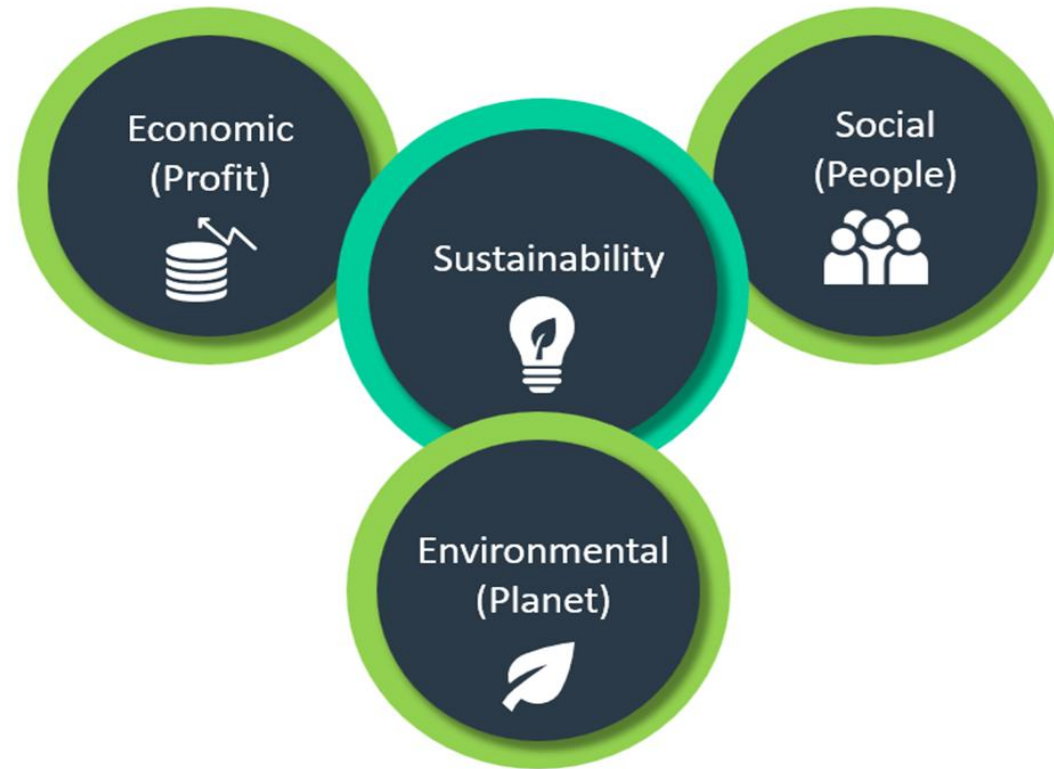 Economic
(Profit)
Social
(People)
Sustainability
Environmental
(Planet)